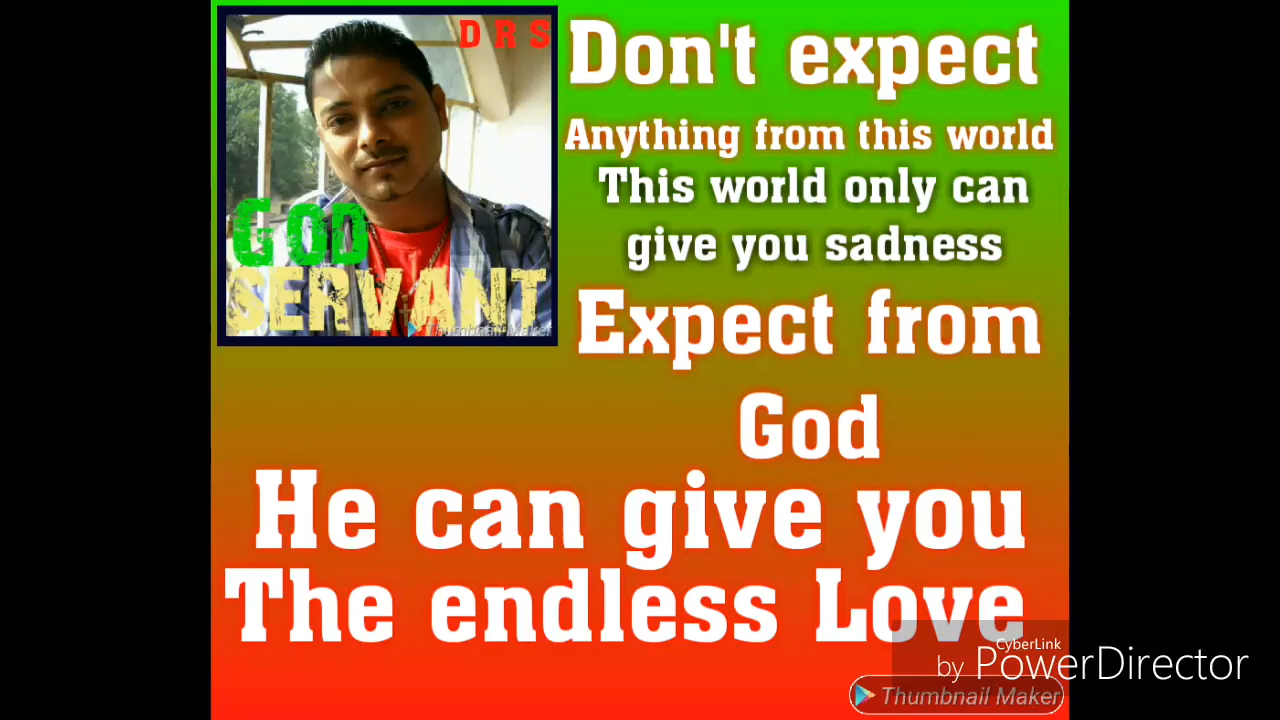 D R S
GOD
SERVANT
Thumbnail Maker
Don't expect
Anything from this world
This world only can
give you sadness
Expect from
God
He can give you
The endless Love
CyberLink
by PowerDirector
Thumbnail Maker